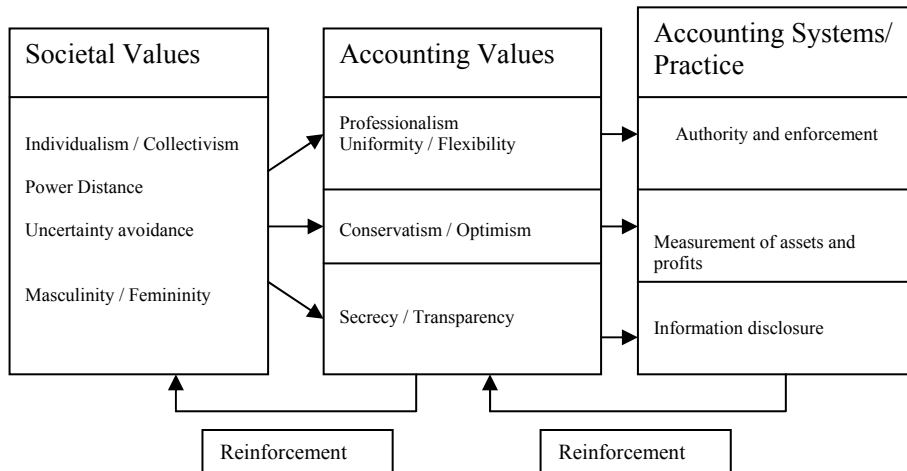 Societal Values
Individualism / Collectivism
Power Distance
Uncertainty avoidance
Masculinity / Femininity
Accounting Values
Professionalism
Uniformity / Flexibility
Conservatism / Optimism
Secrecy / Transparency
Accounting Systems/
Practice
Authority and enforcement
Measurement of assets and
profits
Information disclosure
Reinforcement
Reinforcement